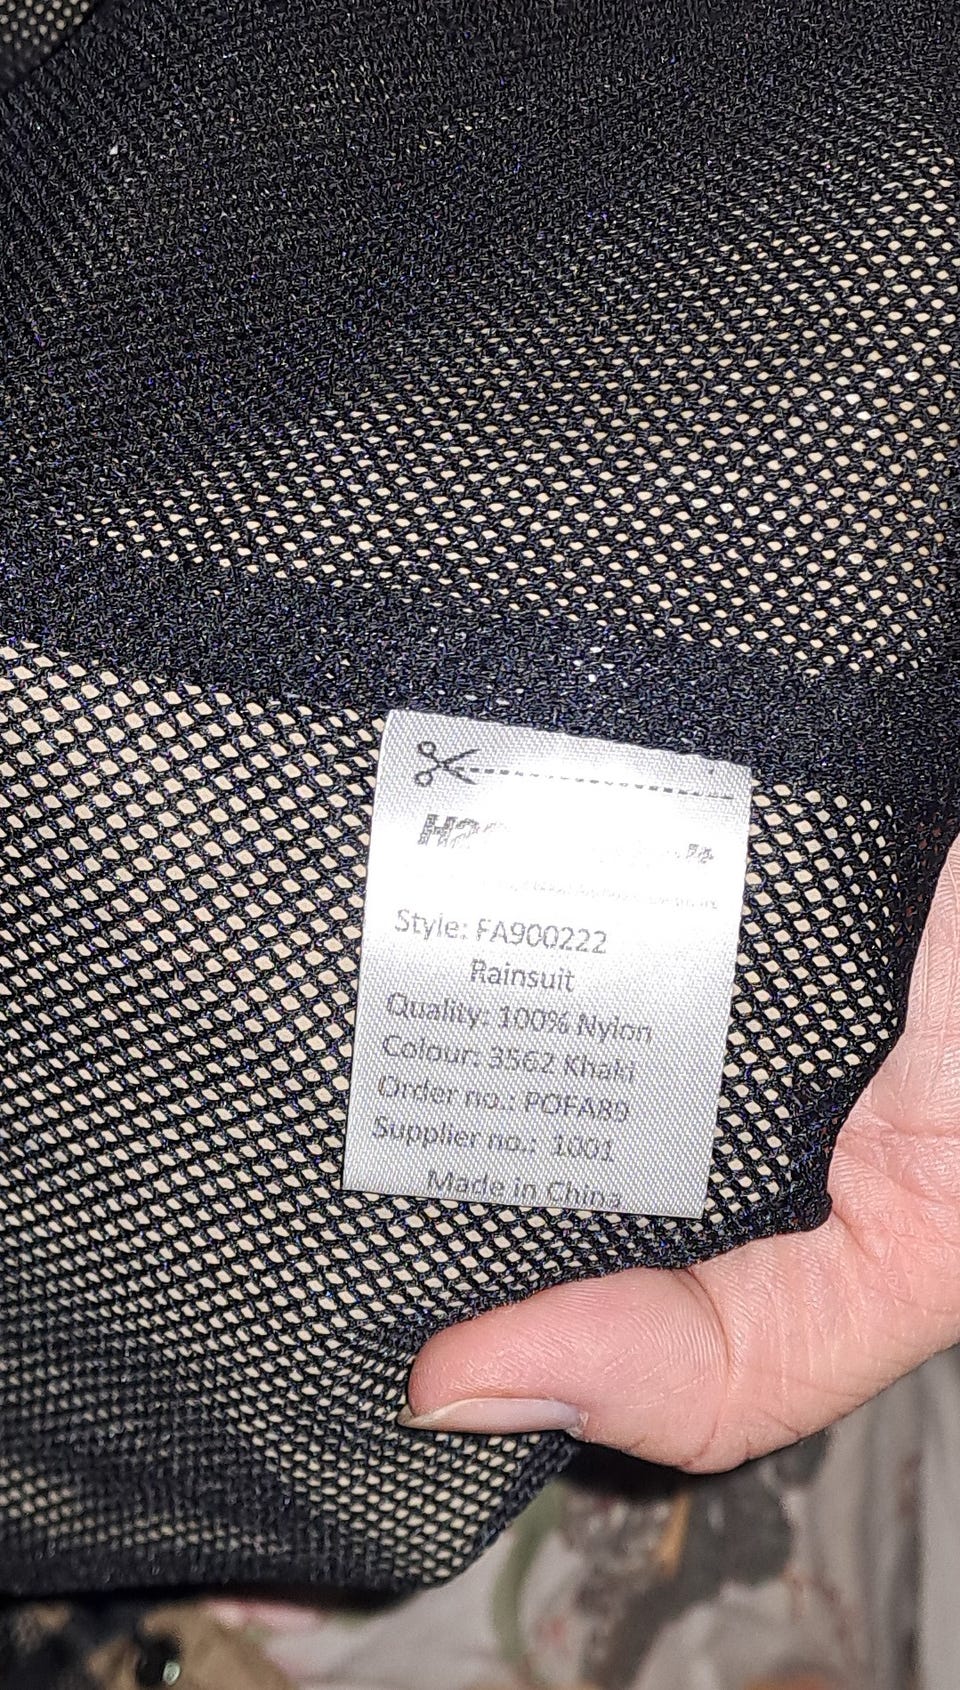 Style: FA900222
Rainsuit
Quality: 100% Nylon
Colour: 3562 Khaki
Order no.: POFA89
Supplier no.: 1001
Made in China